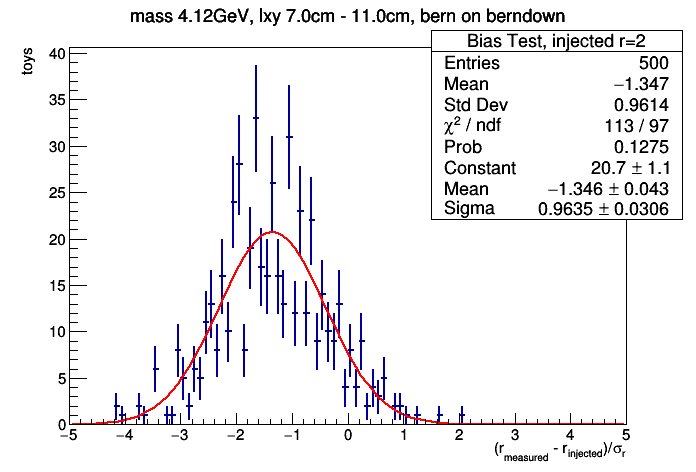 mass 4.12GeV, lxy 7.0cm - 11.0cm, bern on berndown
Bias Test, injected r=2
Entries 500
Mean −1.347
Std Dev 0.9614
χ² / ndf 113 / 97
Prob 0.1275
Constant 20.7 ± 1.1
Mean −1.346 ± 0.043
Sigma 0.9635 ± 0.0306
toys
40
35
30
25
20
15
10
5
0
−5 −4 −3 −2 −1 0 1 2 3 4 5
(r_measured - r_injected)/σ_r